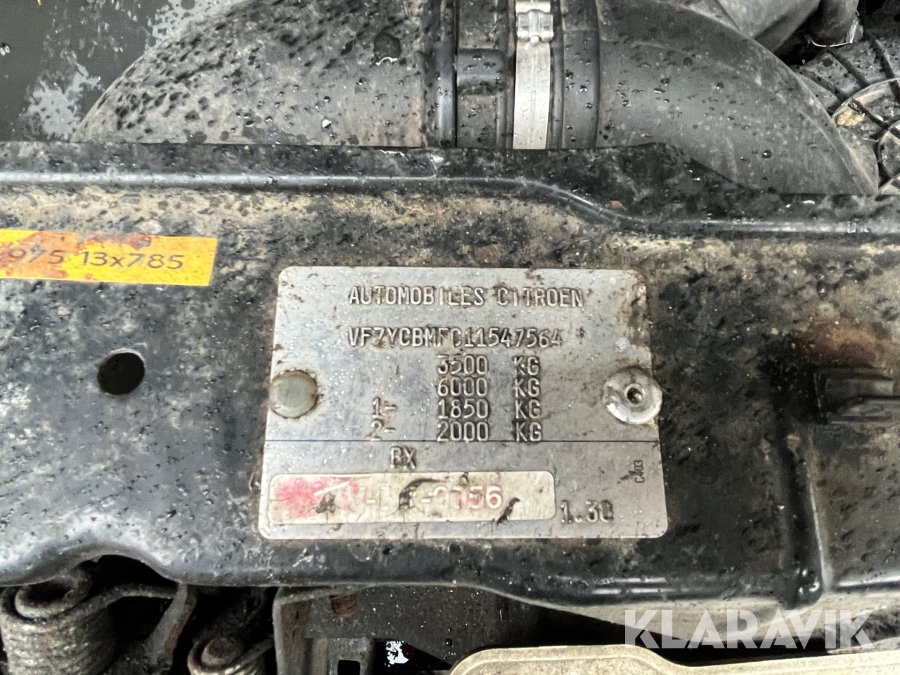 975 13x785
AUTOMOBILES CITROEN
VF7YCBMFC11547564
3500 KG
6000 KG
1- 1850 KG
2- 2000 KG
BX
1.30
KLARAVIK